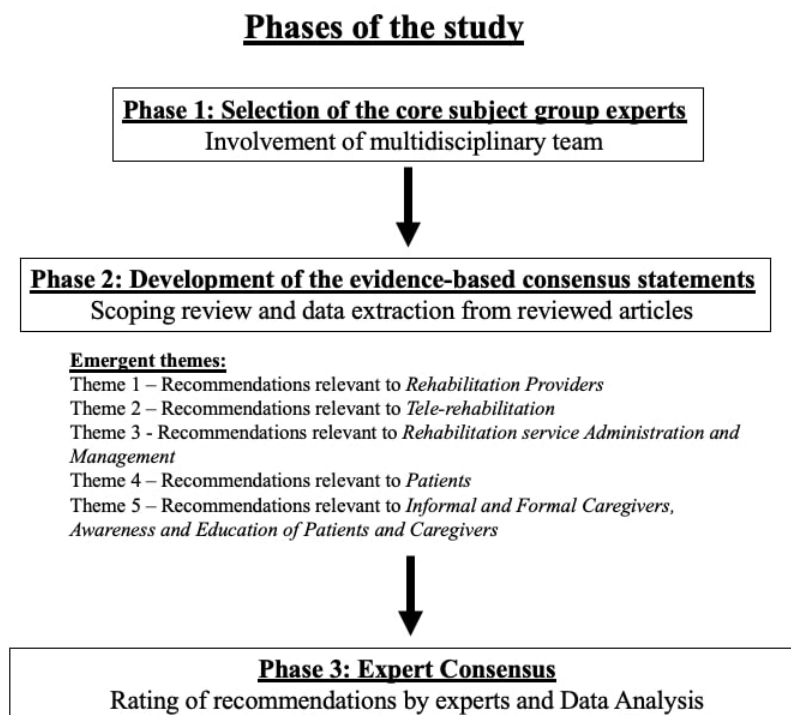 Phases of the study
Phase 1: Selection of the core subject group experts
Involvement of multidisciplinary team
Phase 2: Development of the evidence-based consensus statements
Scoping review and data extraction from reviewed articles
Emergent themes:
Theme 1 – Recommendations relevant to Rehabilitation Providers
Theme 2 – Recommendations relevant to Tele-rehabilitation
Theme 3 - Recommendations relevant to Rehabilitation service Administration and
Management
Theme 4 – Recommendations relevant to Patients
Theme 5 – Recommendations relevant to Informal and Formal Caregivers,
Awareness and Education of Patients and Caregivers
Phase 3: Expert Consensus
Rating of recommendations by experts and Data Analysis